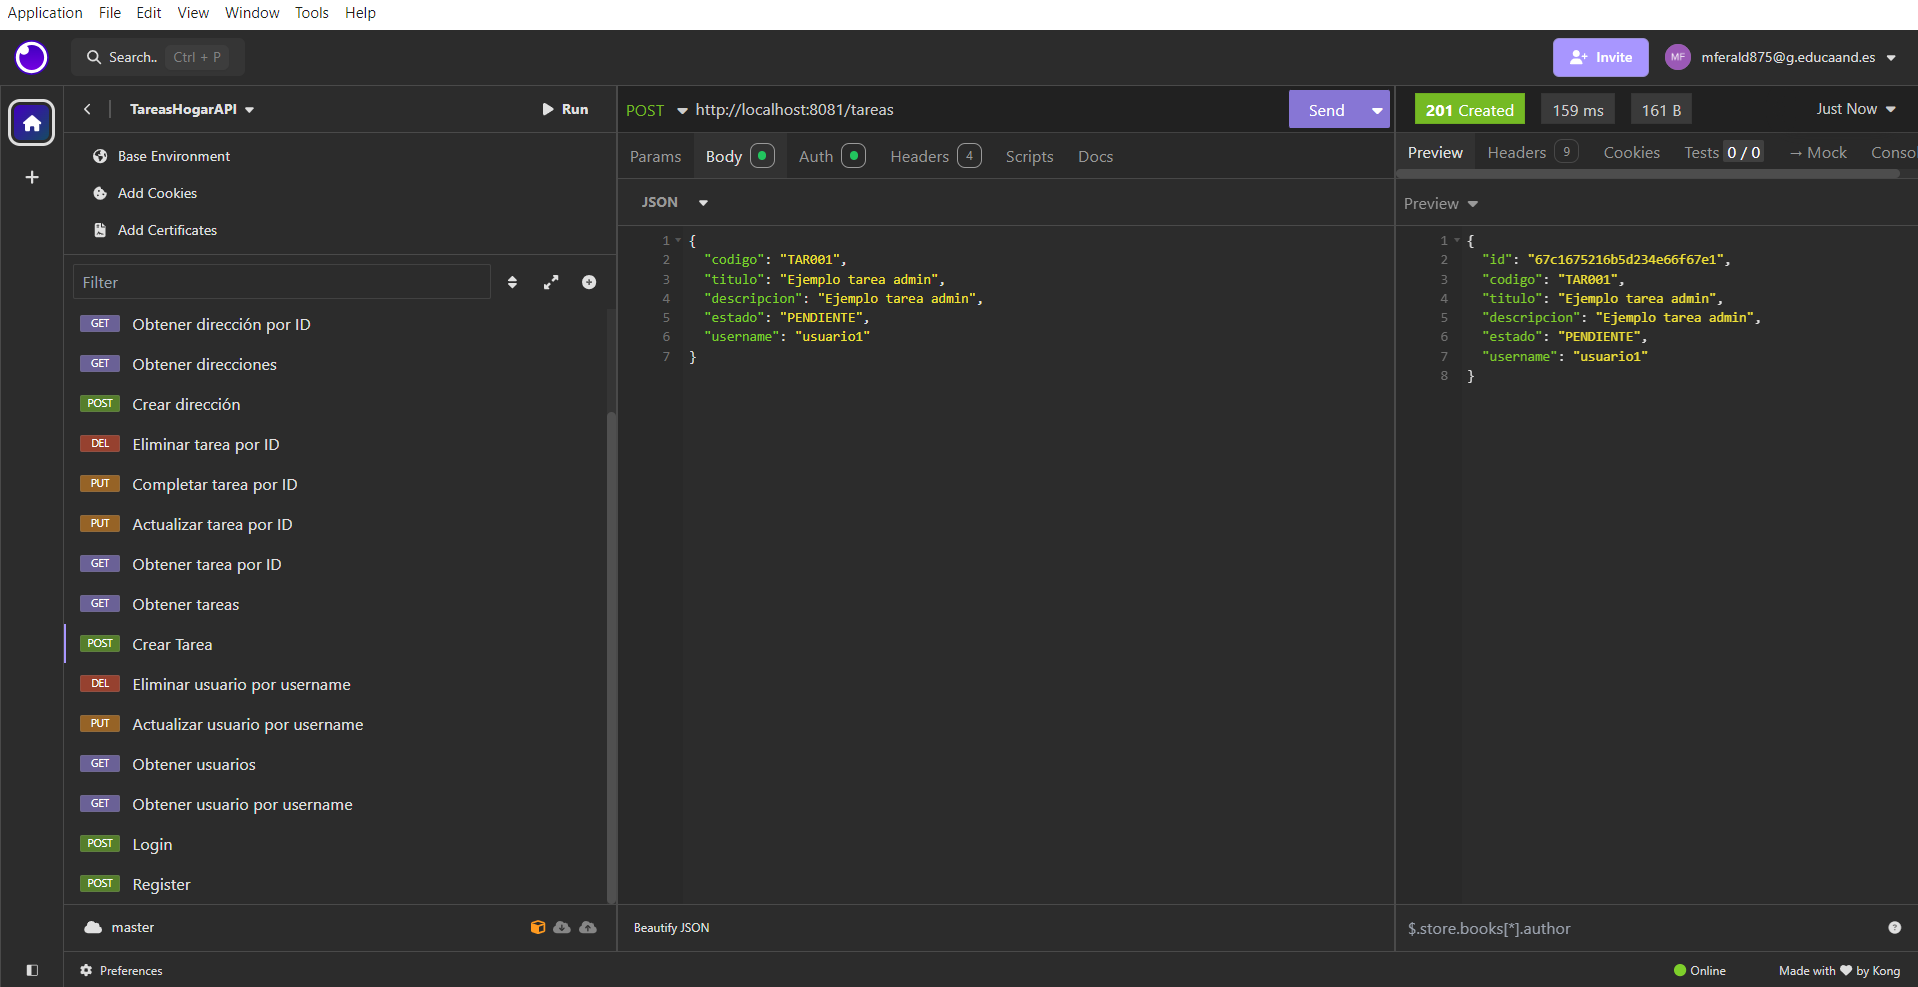 Application File Edit View Window Tools Help
Search.. Ctrl + P
Invite
MF mferald875@g.educaand.es
TareasHogarAPI
Run
Base Environment
Add Cookies
Add Certificates
Filter
GET Obtener dirección por ID
GET Obtener direcciones
POST Crear dirección
DEL Eliminar tarea por ID
PUT Completar tarea por ID
PUT Actualizar tarea por ID
GET Obtener tarea por ID
GET Obtener tareas
POST Crear Tarea
DEL Eliminar usuario por username
PUT Actualizar usuario por username
GET Obtener usuarios
GET Obtener usuario por username
POST Login
POST Register
master
Preferences
POST http://localhost:8081/tareas
Send
Params Body Auth Headers 4 Scripts Docs
JSON
1 {
2 "codigo": "TAR001",
3 "titulo": "Ejemplo tarea admin",
4 "descripcion": "Ejemplo tarea admin",
5 "estado": "PENDIENTE",
6 "username": "usuario1"
7 }
Beautify JSON
201 Created 159 ms 161 B Just Now
Preview Headers 9 Cookies Tests 0 / 0 → Mock Conso
Preview
1 {
2 "id": "67c1675216b5d234e66f67e1",
3 "codigo": "TAR001",
4 "titulo": "Ejemplo tarea admin",
5 "descripcion": "Ejemplo tarea admin",
6 "estado": "PENDIENTE",
7 "username": "usuario1"
8 }
$.store.books[*].author
Online
Made with ♥ by Kong